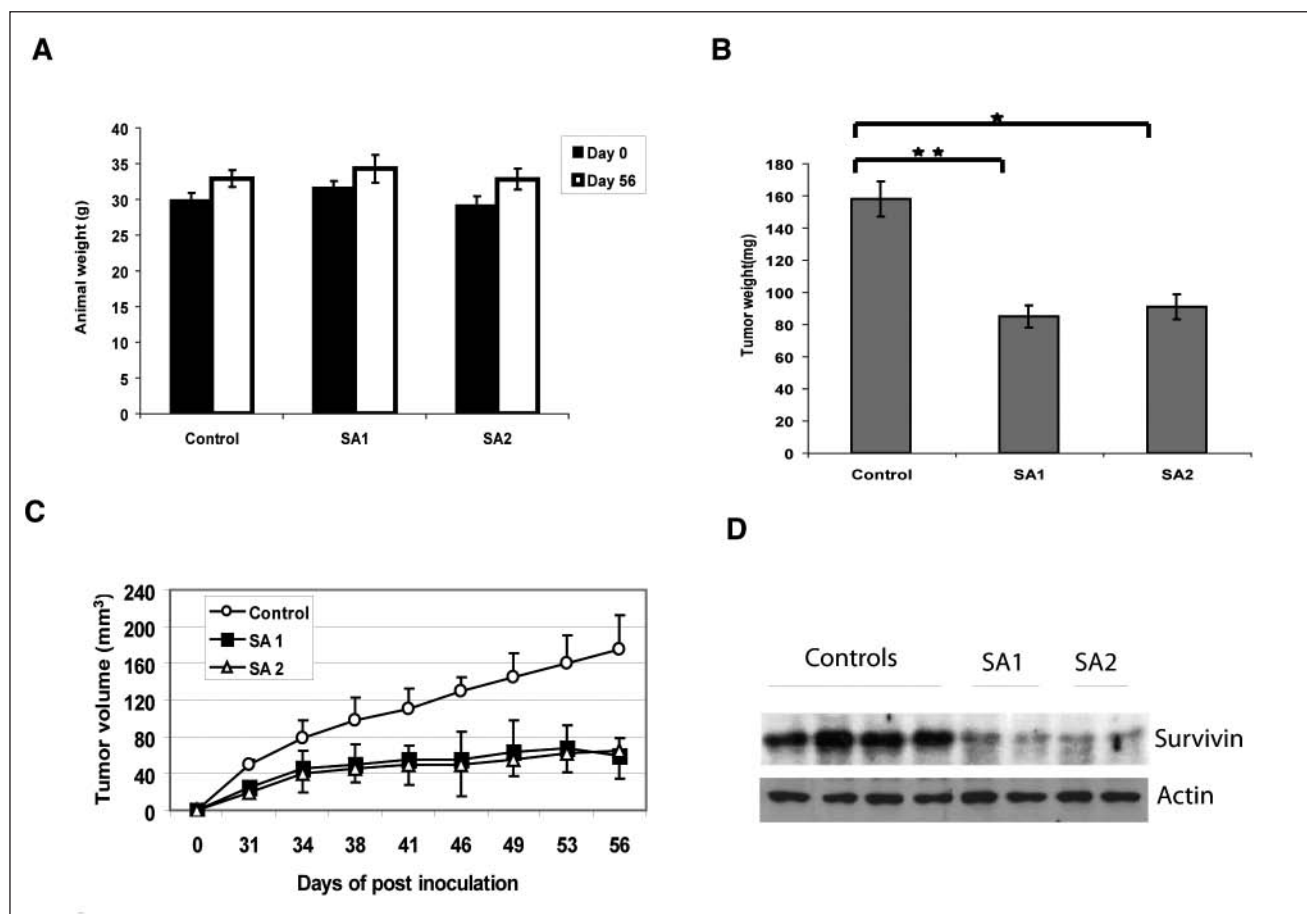 A
40
35
30
25
20
15
10
5
0
Animal weight (g)
Control
SA1
SA2
Day 0
Day 56
B
★
★ ★
180
160
140
120
100
80
60
40
20
0
Tumor weight(mg)
Control
SA1
SA2
C
240
200
160
120
80
40
0
Tumor volume (mm³)
Control
SA 1
SA 2
0 31 34 38 41 46 49 53 56
Days of post inoculation
D
Controls SA1 SA2
Survivin
Actin